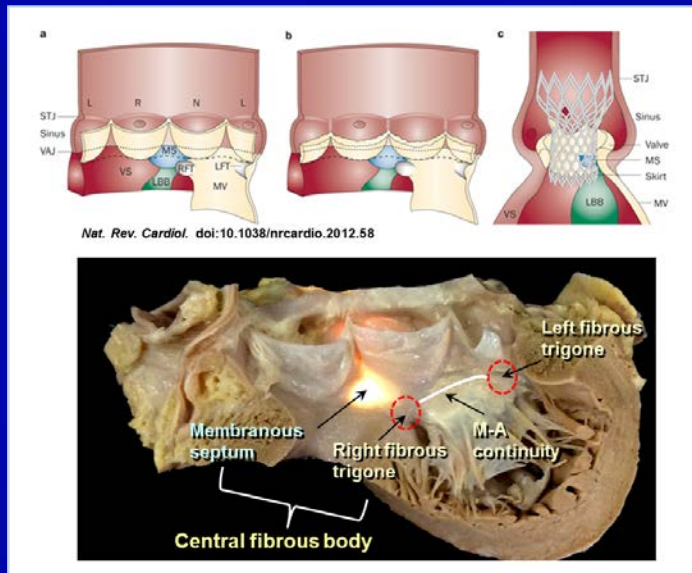 a
b
c
L R N L
STJ
Sinus
VAJ
MS
VS
RFT
LFT
LBB
MV
STJ
Sinus
Valve
MS
Skirt
LBB
MV
VS
Nat. Rev. Cardiol. doi:10.1038/nrcardio.2012.58
Left fibrous
trigone
Membranous
septum
Right fibrous
trigone
M-A
continuity
Central fibrous body